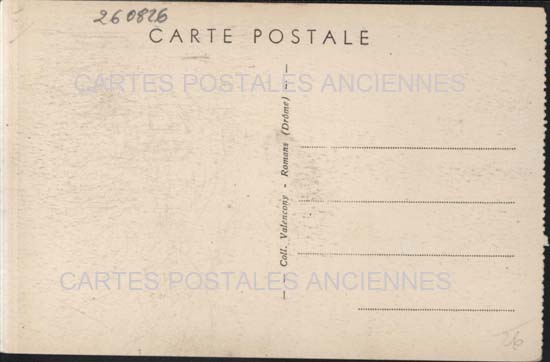 260826
CARTE POSTALE
CARTES POSTALES ANCIENNES
— — Coll. Valencony - Romans (Drôme) — —
CARTES POSTALES ANCIENNES
26